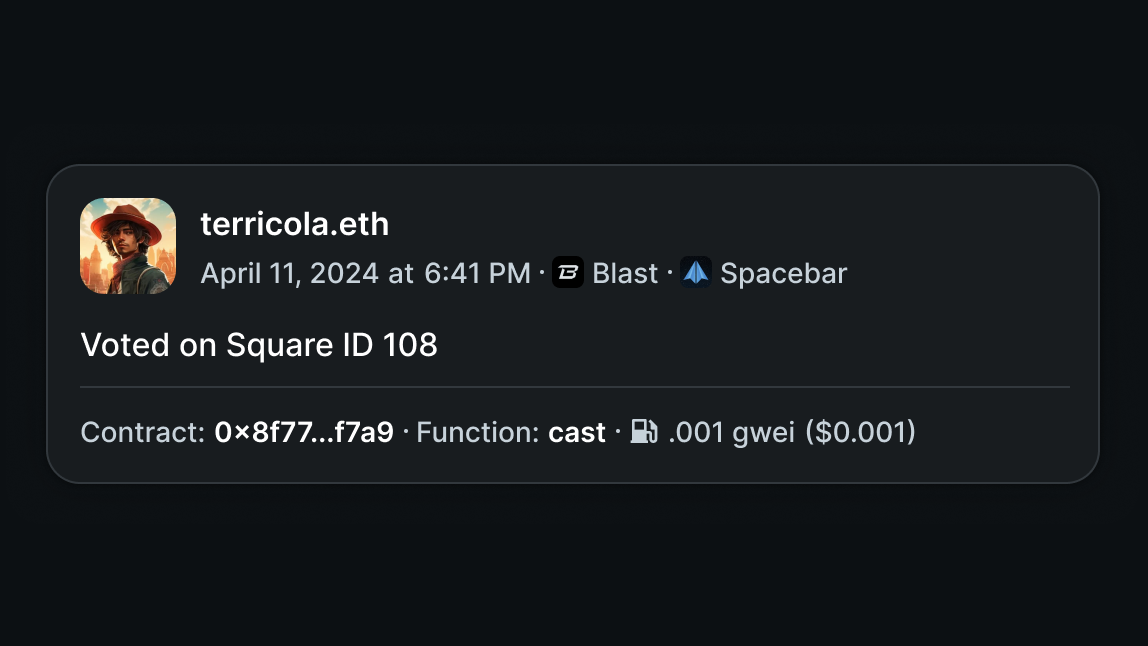 terricola.eth
April 11, 2024 at 6:41 PM · Blast · Spacebar
Voted on Square ID 108
Contract: 0×8f77...f7a9 · Function: cast · .001 gwei ($0.001)